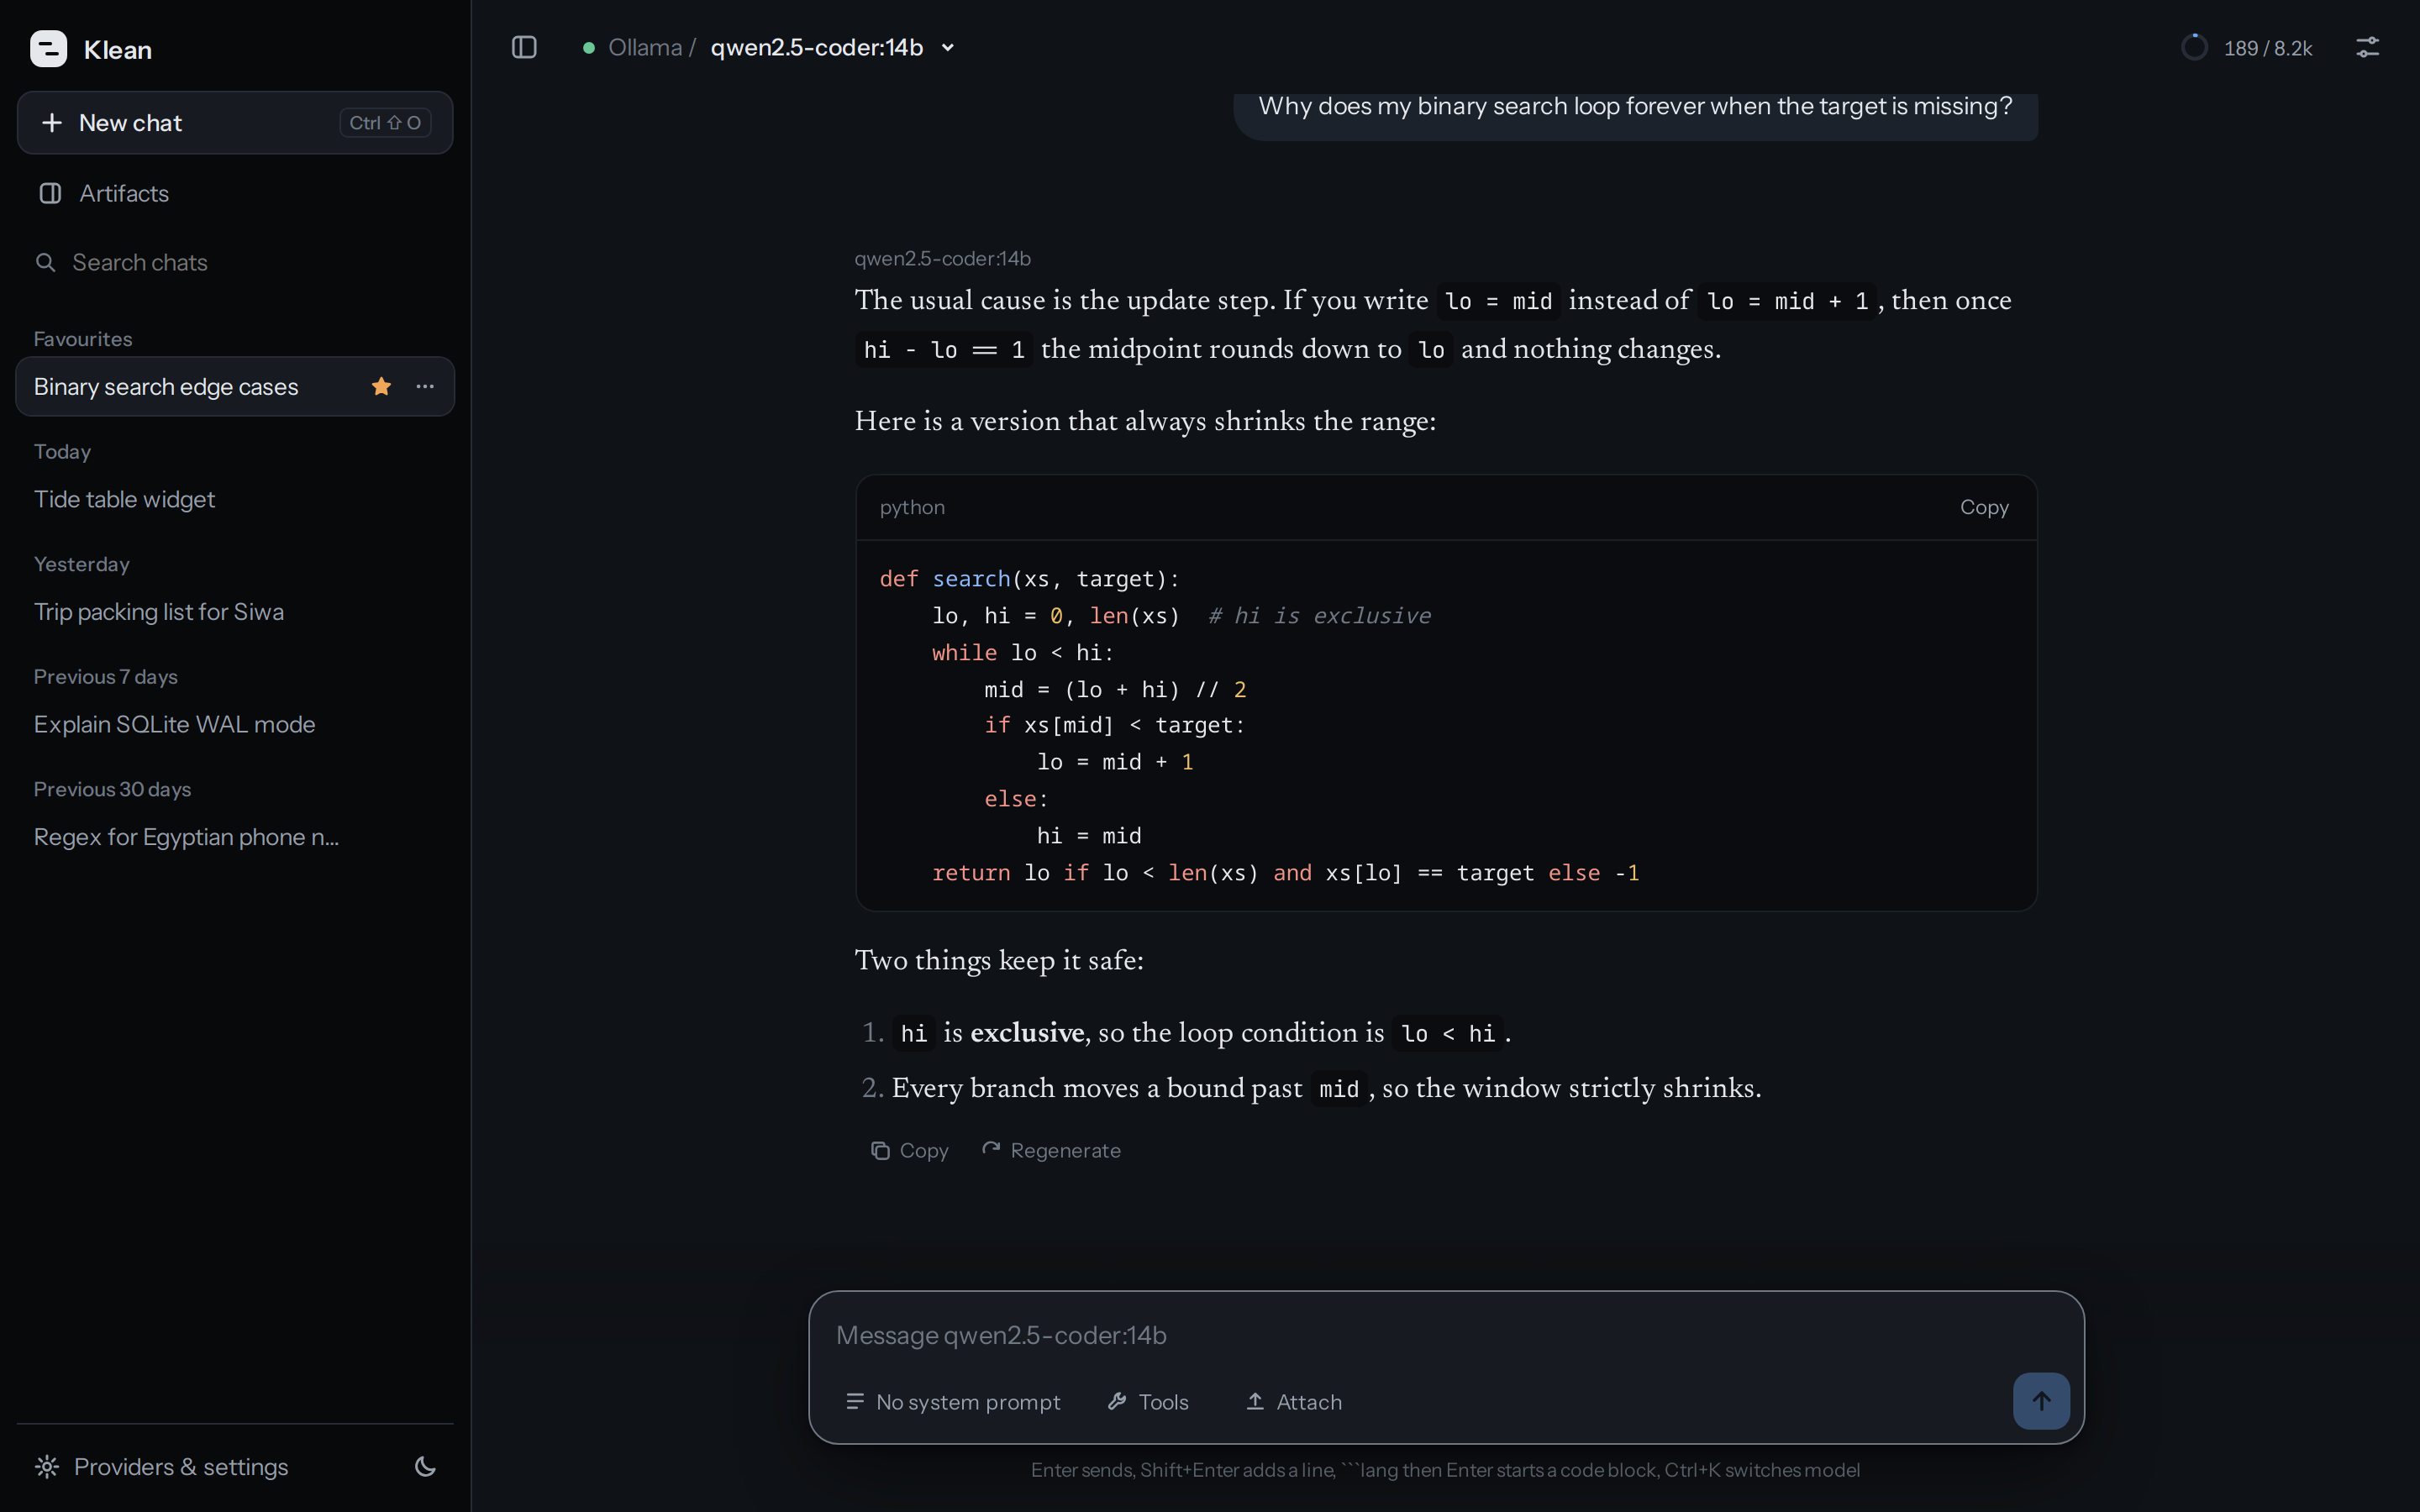 Klean
New chat
Ctrl ⇧ O
Artifacts
Search chats
Favourites
Binary search edge cases
Today
Tide table widget
Yesterday
Trip packing list for Siwa
Previous 7 days
Explain SQLite WAL mode
Previous 30 days
Regex for Egyptian phone n...
Providers & settings
Ollama / qwen2.5-coder:14b
189 / 8.2k
Why does my binary search loop forever when the target is missing?
qwen2.5-coder:14b
The usual cause is the update step. If you write lo = mid instead of lo = mid + 1, then once
hi - lo == 1 the midpoint rounds down to lo and nothing changes.
Here is a version that always shrinks the range:
python
Copy
def search(xs, target):
    lo, hi = 0, len(xs)  # hi is exclusive
    while lo < hi:
        mid = (lo + hi) // 2
        if xs[mid] < target:
            lo = mid + 1
        else:
            hi = mid
    return lo if lo < len(xs) and xs[lo] == target else -1
Two things keep it safe:
1. hi is exclusive, so the loop condition is lo < hi.
2. Every branch moves a bound past mid, so the window strictly shrinks.
Copy
Regenerate
Message qwen2.5-coder:14b
No system prompt
Tools
Attach
Enter sends, Shift+Enter adds a line, ```lang then Enter starts a code block, Ctrl+K switches model